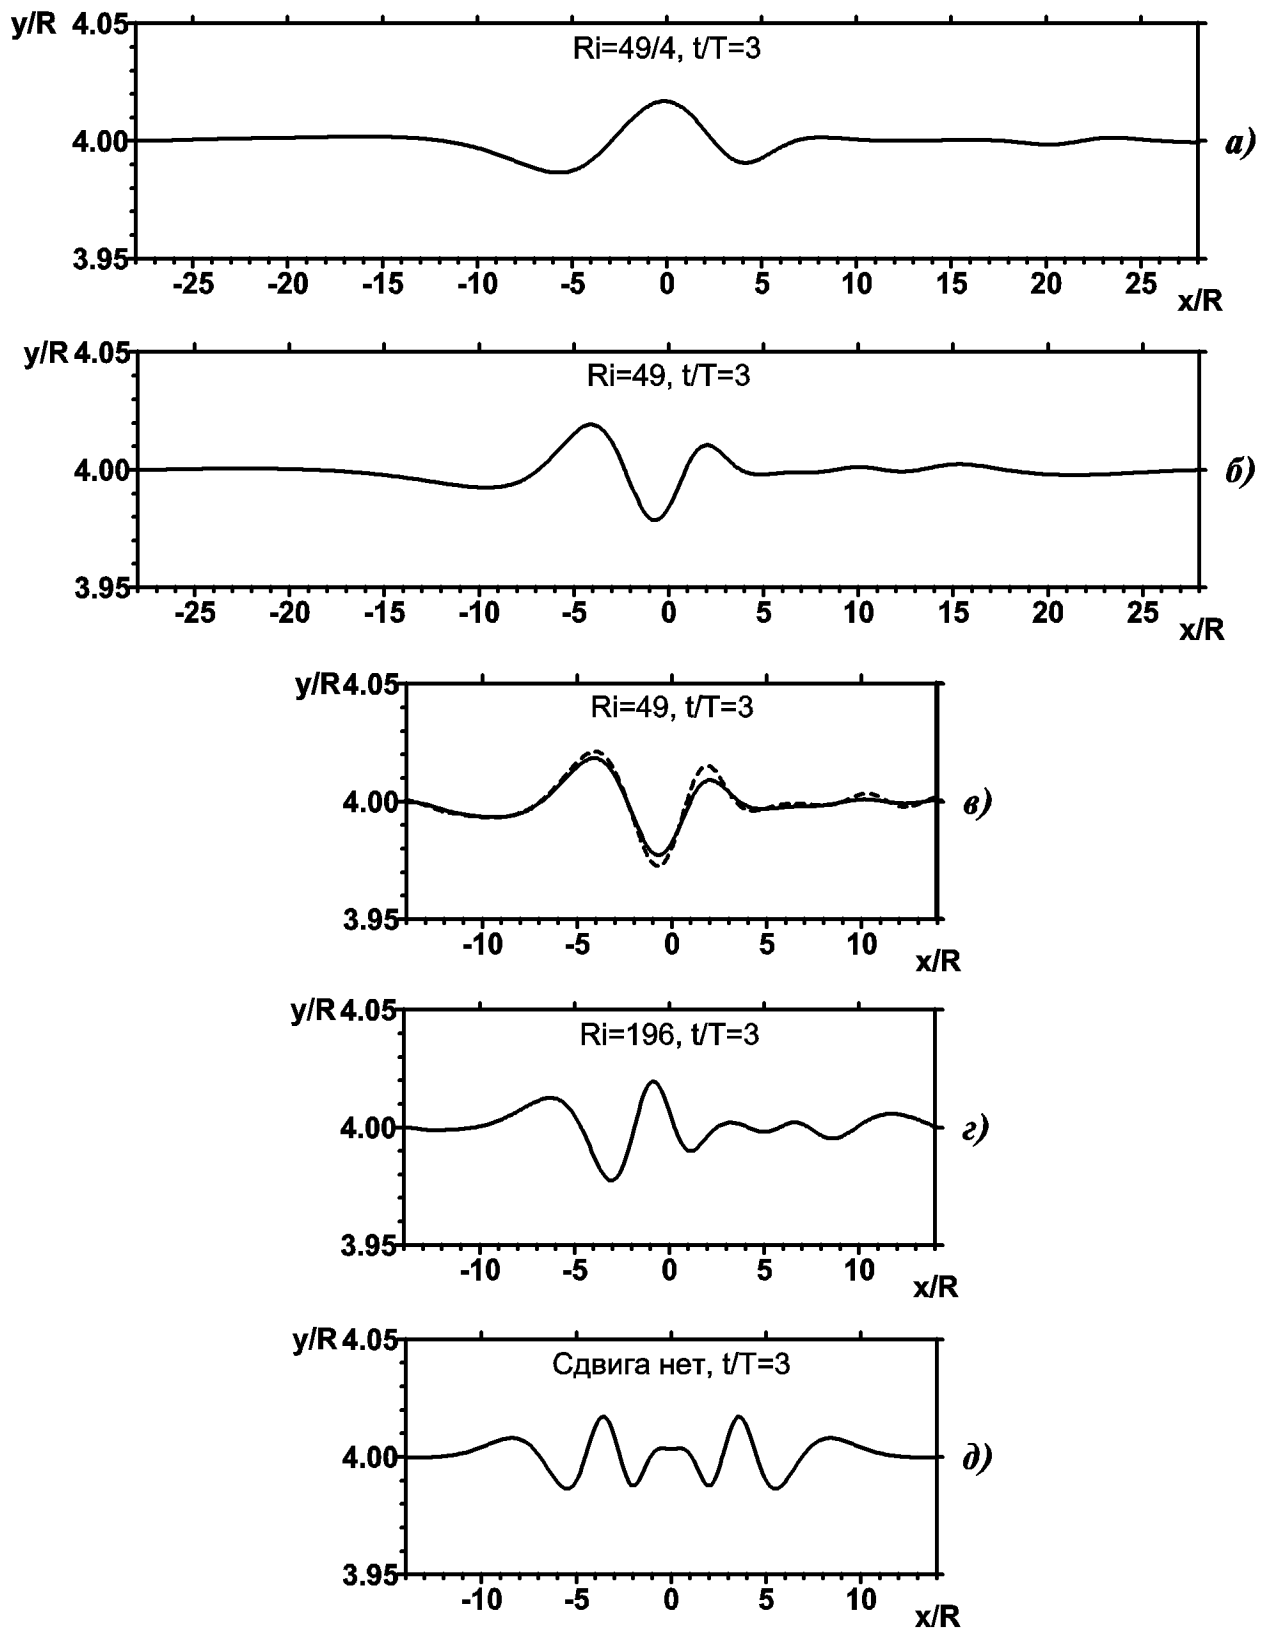 y/R 4.05
Ri=49/4, t/T=3
4.00
а)
3.95
-25 -20 -15 -10 -5 0 5 10 15 20 25
x/R
y/R 4.05
Ri=49, t/T=3
4.00
б)
3.95
-25 -20 -15 -10 -5 0 5 10 15 20 25
x/R
y/R 4.05
Ri=49, t/T=3
4.00
в)
3.95
-10 -5 0 5 10
x/R
y/R 4.05
Ri=196, t/T=3
4.00
г)
3.95
-10 -5 0 5 10
x/R
y/R 4.05
Сдвига нет, t/T=3
4.00
д)
3.95
-10 -5 0 5 10
x/R